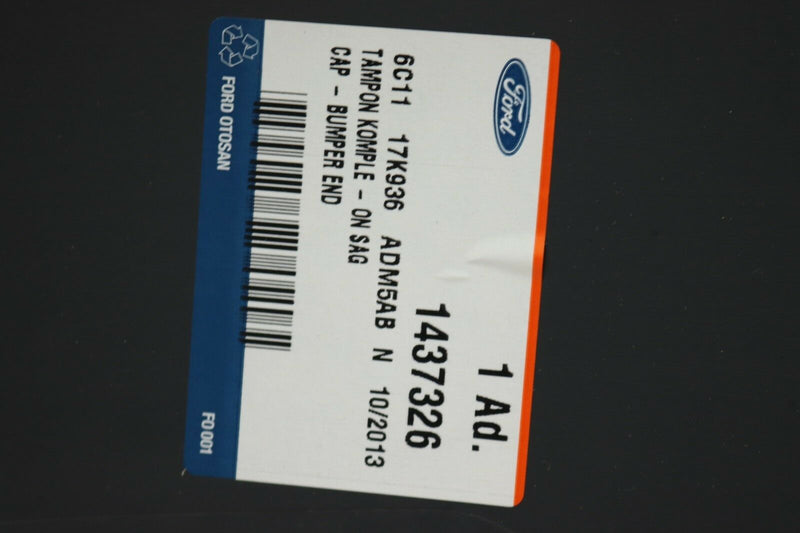 Ford
1 Ad.
1437326
6C11 17K936 ADM5AB N 10/2013
TAMPON KOMPLE - ON SAG
CAP - BUMPER END
FORD OTOSAN
F0001